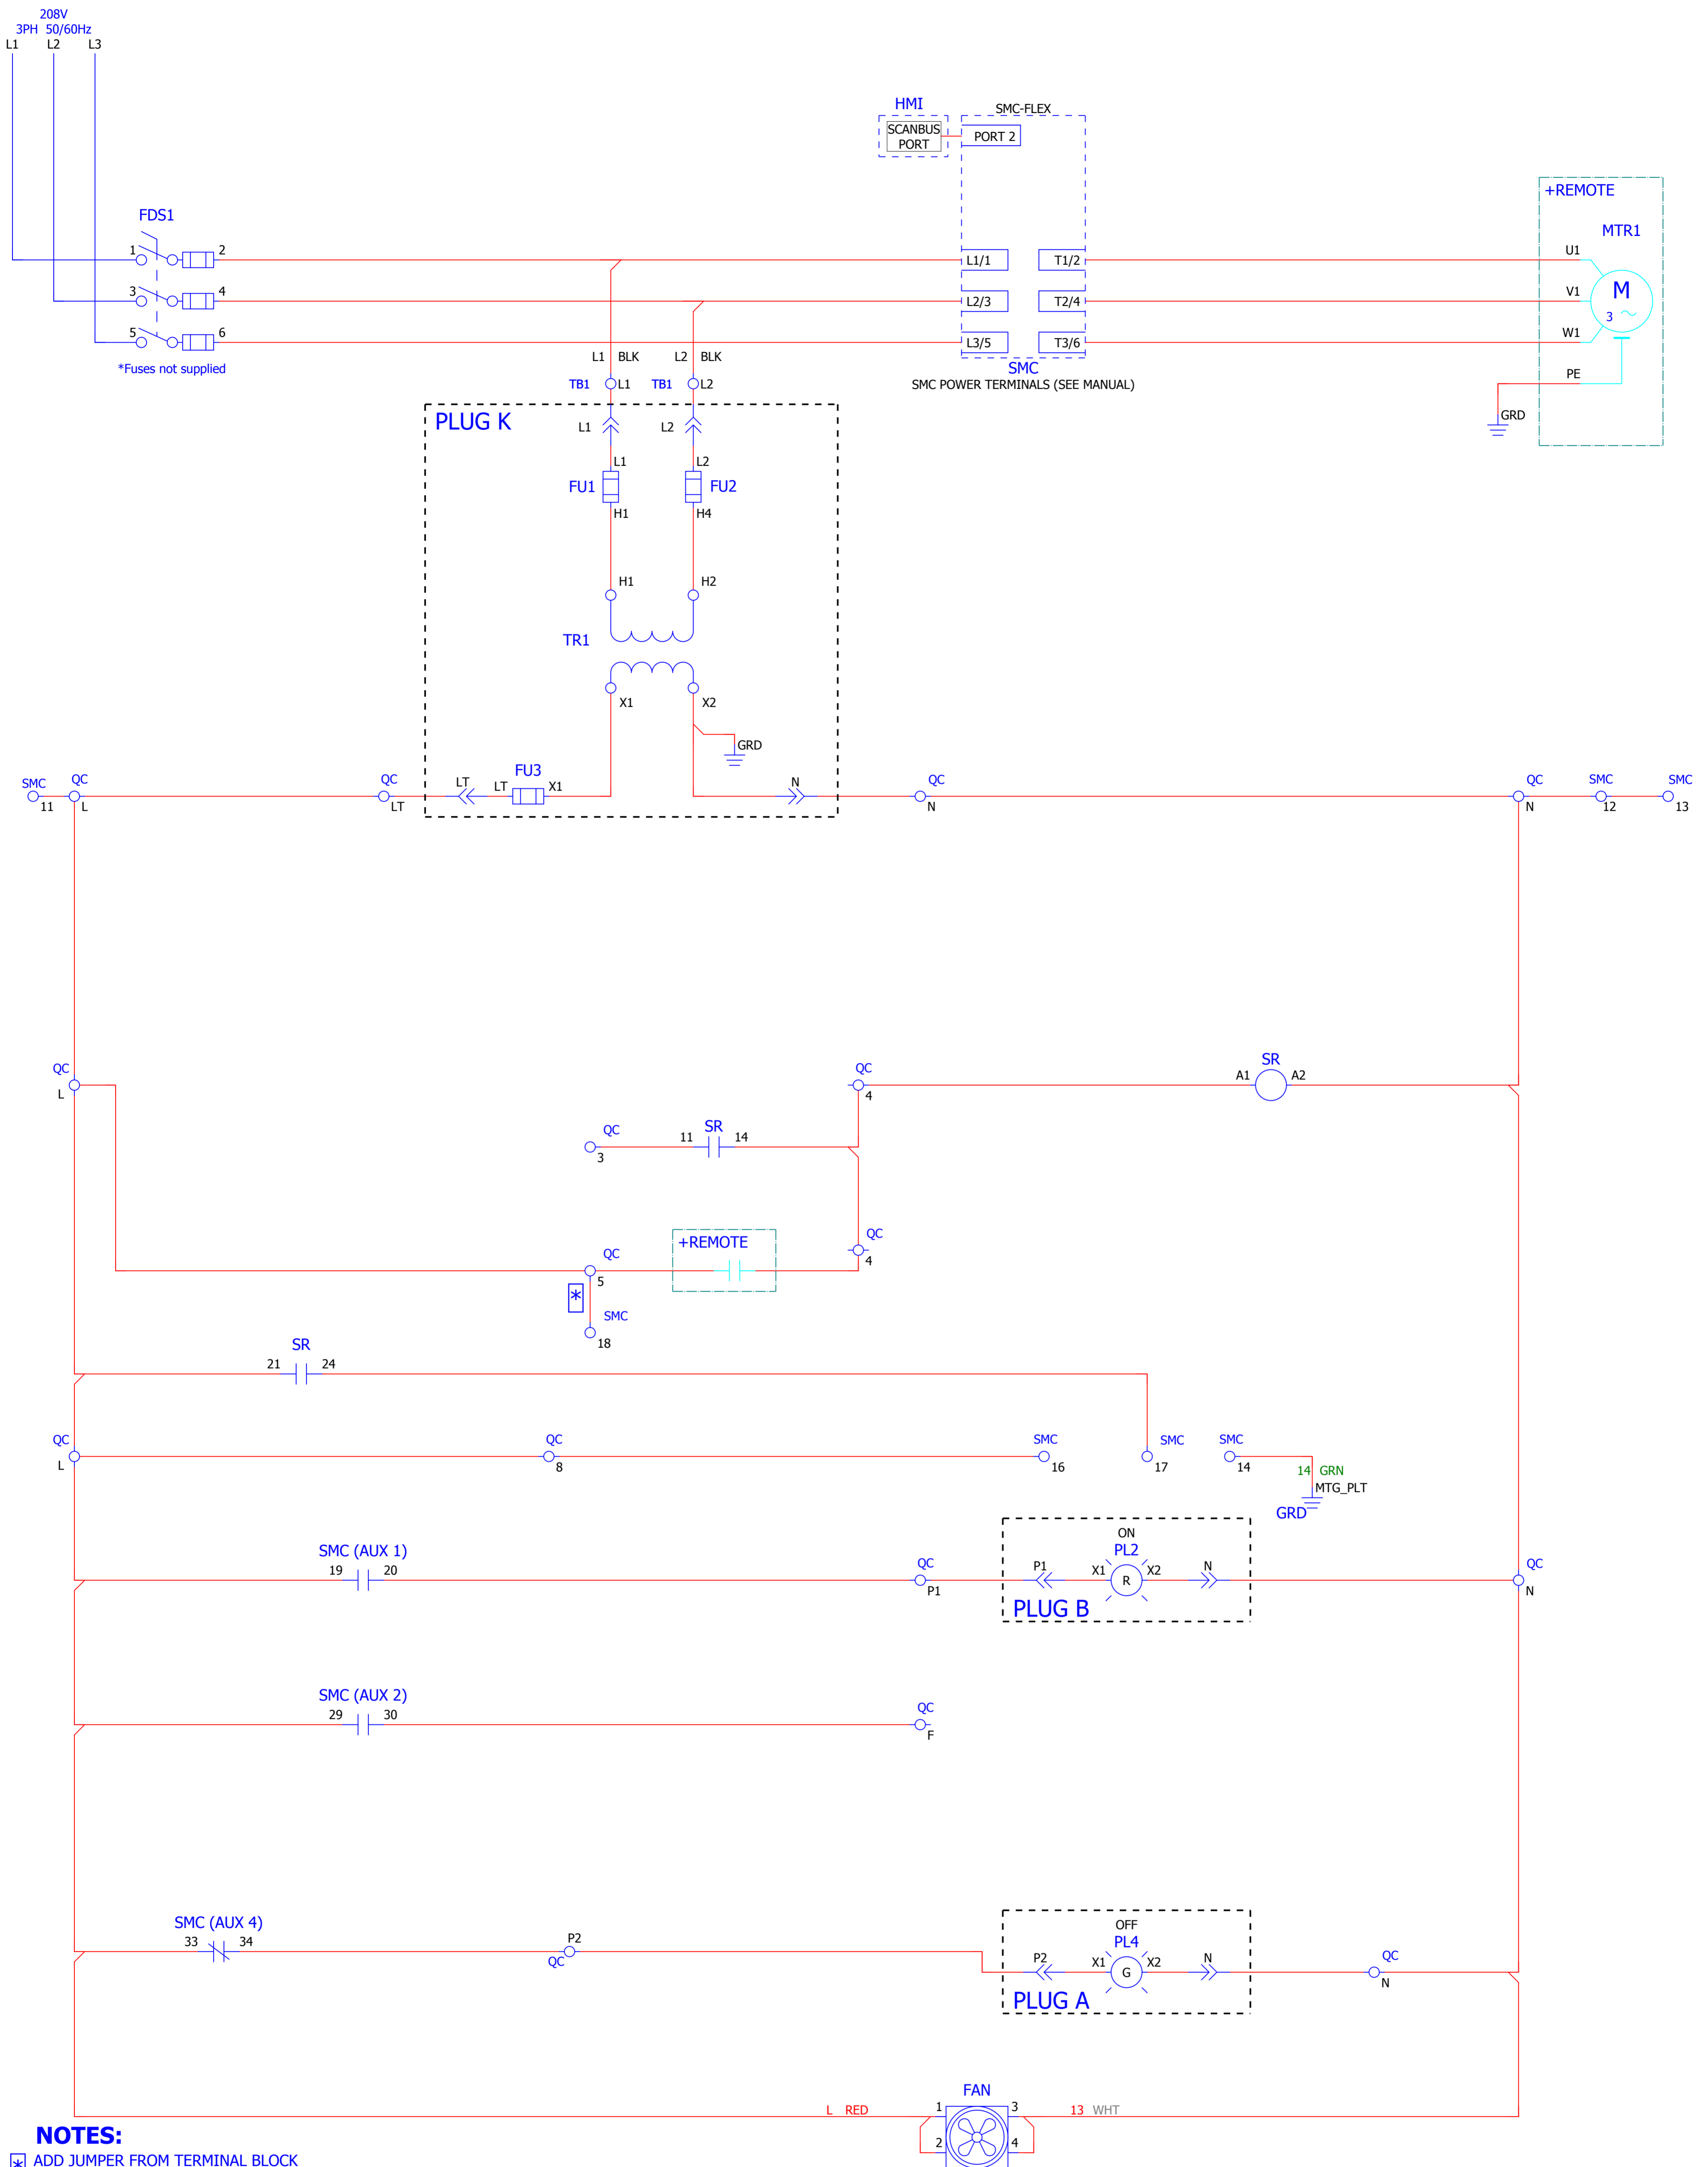 208V
3PH 50/60Hz
L1 L2 L3
HMI
SCANBUS
PORT
SMC-FLEX
PORT 2
+REMOTE
MTR1
FDS1
1 2
3 4
5 6
*Fuses not supplied
L1/1 T1/2
L2/3 T2/4
L3/5 T3/6
SMC
SMC POWER TERMINALS (SEE MANUAL)
U1
V1
W1
PE
M
3
GRD
L1 BLK L2 BLK
TB1 L1 TB1 L2
PLUG K
L1 L2
L1 L2
FU1 FU2
H1 H4
H1 H2
TR1
X1 X2
GRD
SMC
11
QC
L
QC
LT
LT
LT FU3 X1
N
QC
N
QC
N
SMC
12
SMC
13
QC
L
QC
4
A1 SR A2
QC
3
11 SR 14
QC
4
QC
5
+REMOTE
*
SMC
18
SR
21 24
QC
L
QC
8
SMC
16
SMC
17
SMC
14
14 GRN
MTG_PLT
GRD
SMC (AUX 1)
19 20
QC
P1
ON
PL2
P1 X1 R X2 N
PLUG B
QC
N
SMC (AUX 2)
29 30
QC
F
SMC (AUX 4)
33 34
P2
QC
OFF
PL4
P2 X1 G X2 N
PLUG A
QC
N
FAN
L RED 1 3 13 WHT
2 4
NOTES:
* ADD JUMPER FROM TERMINAL BLOCK